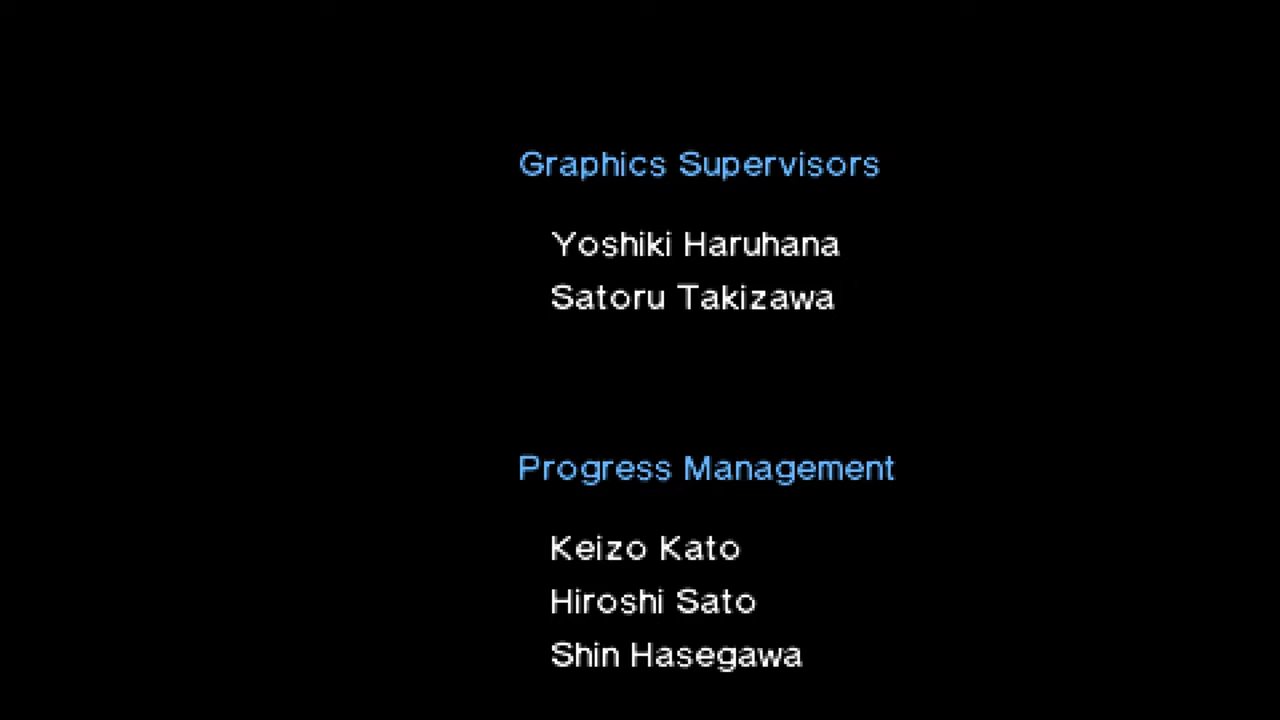 Graphics Supervisors
Yoshiki Haruhana
Satoru Takizawa
Progress Management
Keizo Kato
Hiroshi Sato
Shin Hasegawa